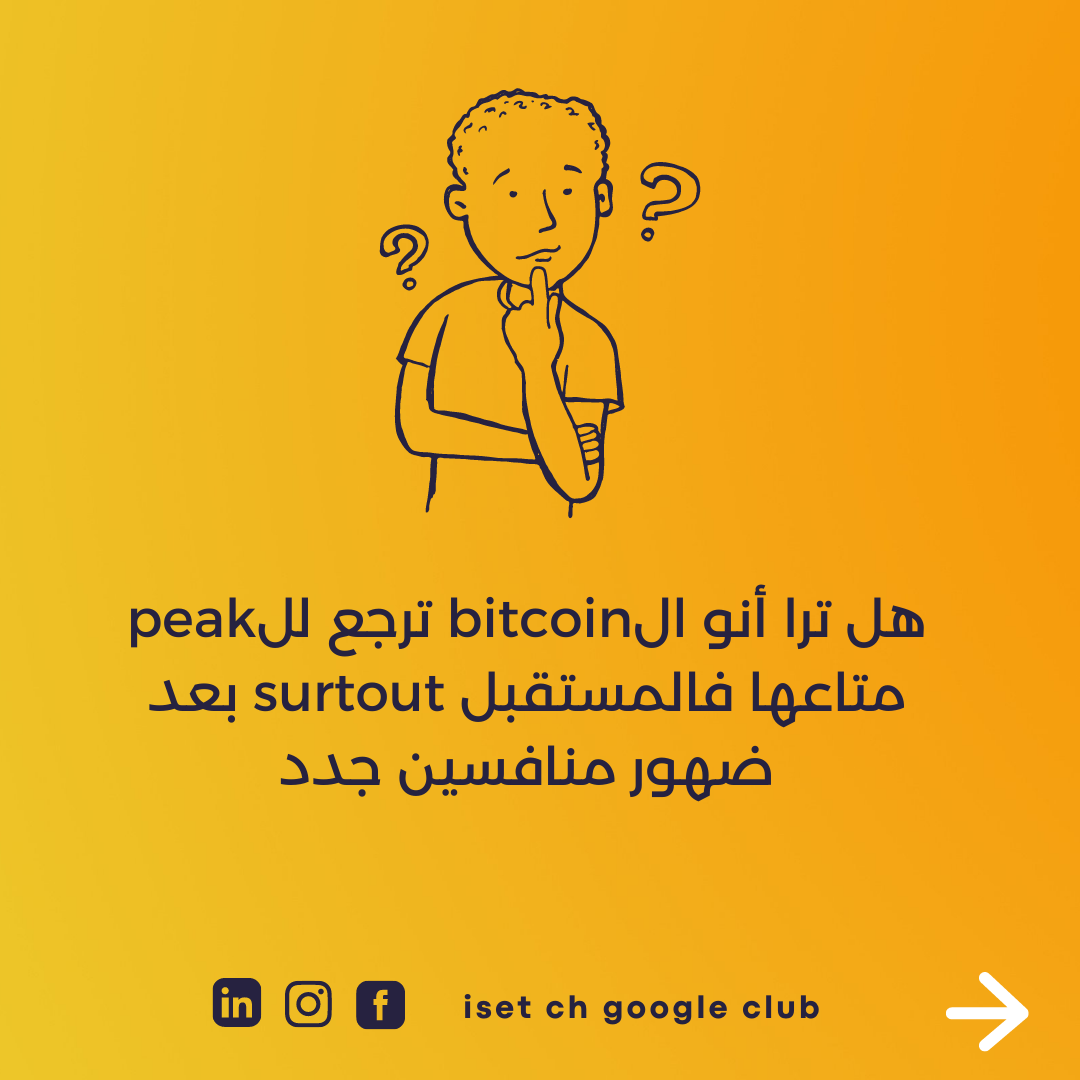 هل ترا أنو الbitcoin ترجع للpeak
متاعها فالمستقبل surtout بعد
ضهور منافسين جدد
iset ch google club